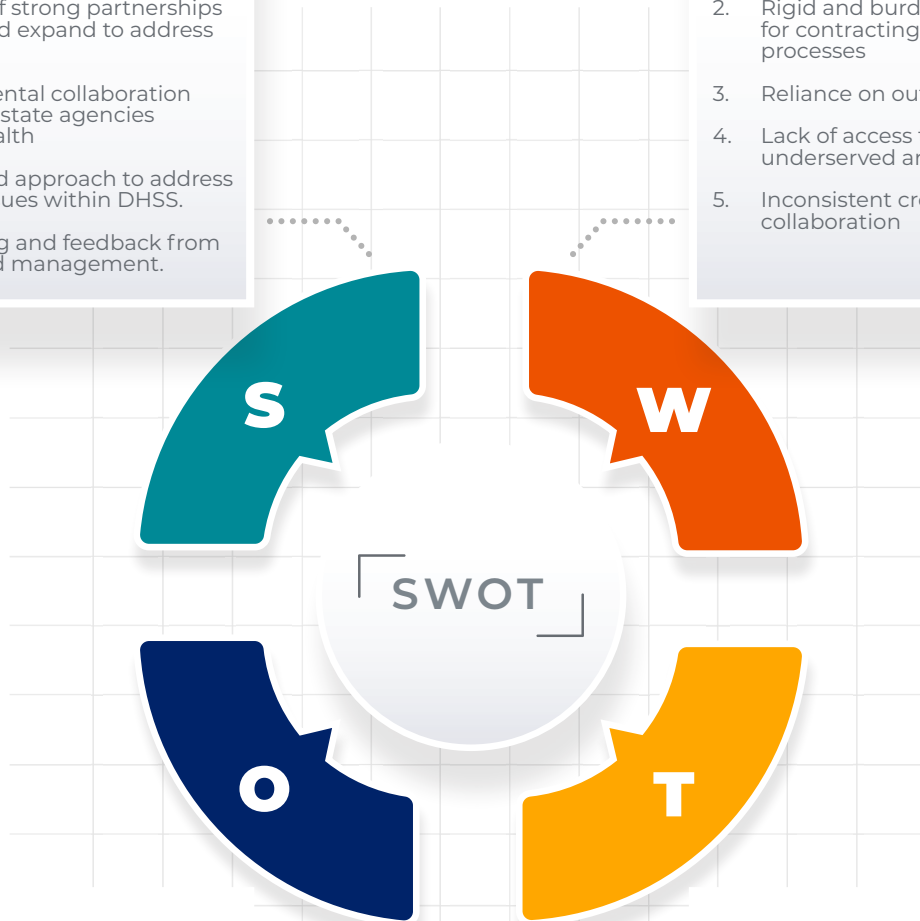 f strong partnerships
d expand to address
ental collaboration
state agencies
alth
d approach to address
ues within DHSS.
g and feedback from
d management.
2. Rigid and burd
for contracting
processes
3. Reliance on ou
4. Lack of access
underserved a
5. Inconsistent cr
collaboration
S
W
SWOT
O
T